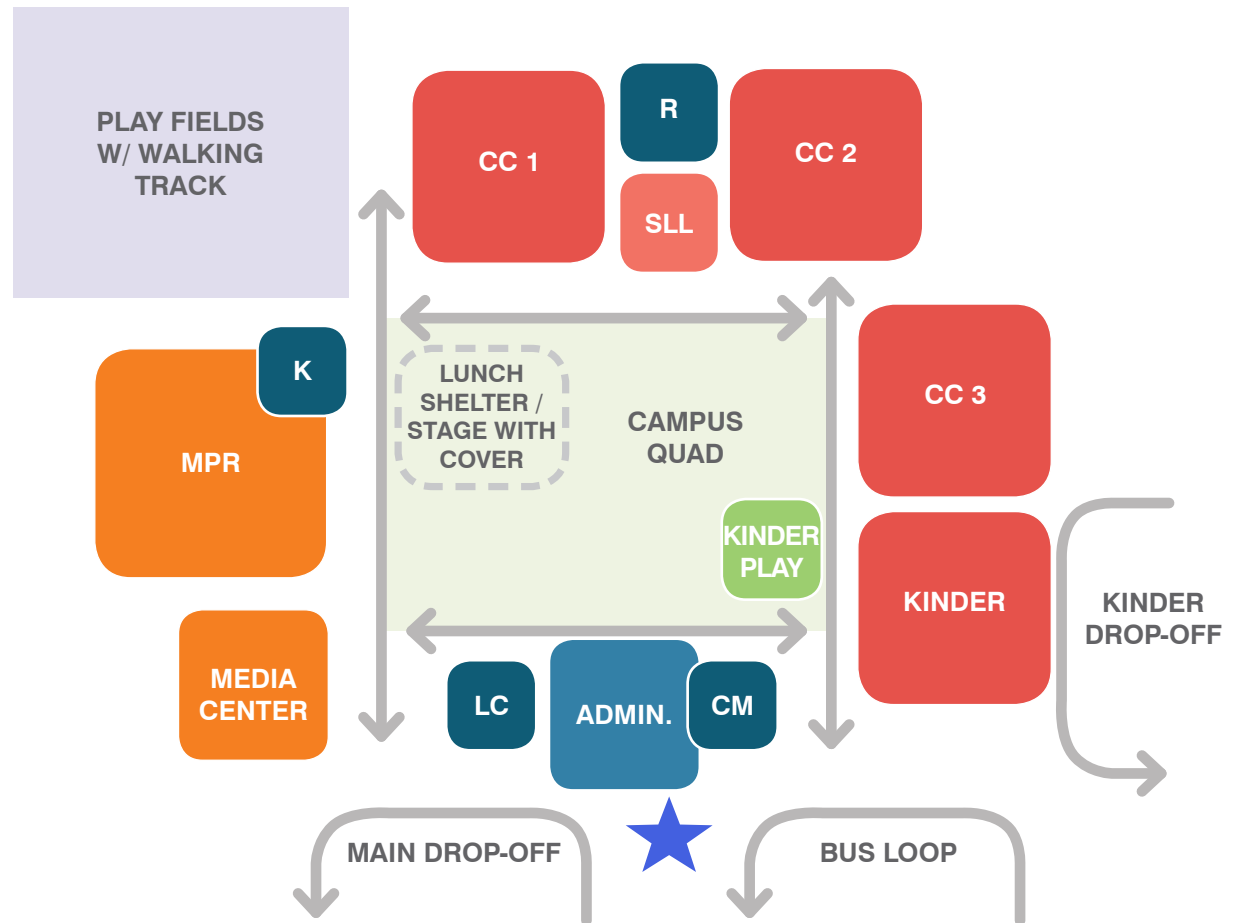 PLAY FIELDS
W/ WALKING
TRACK
CC 1
R
SLL
CC 2
K
MPR
LUNCH
SHELTER /
STAGE WITH
COVER
CAMPUS
QUAD
CC 3
KINDER
PLAY
KINDER
KINDER
DROP-OFF
MEDIA
CENTER
LC
ADMIN.
CM
MAIN DROP-OFF
BUS LOOP